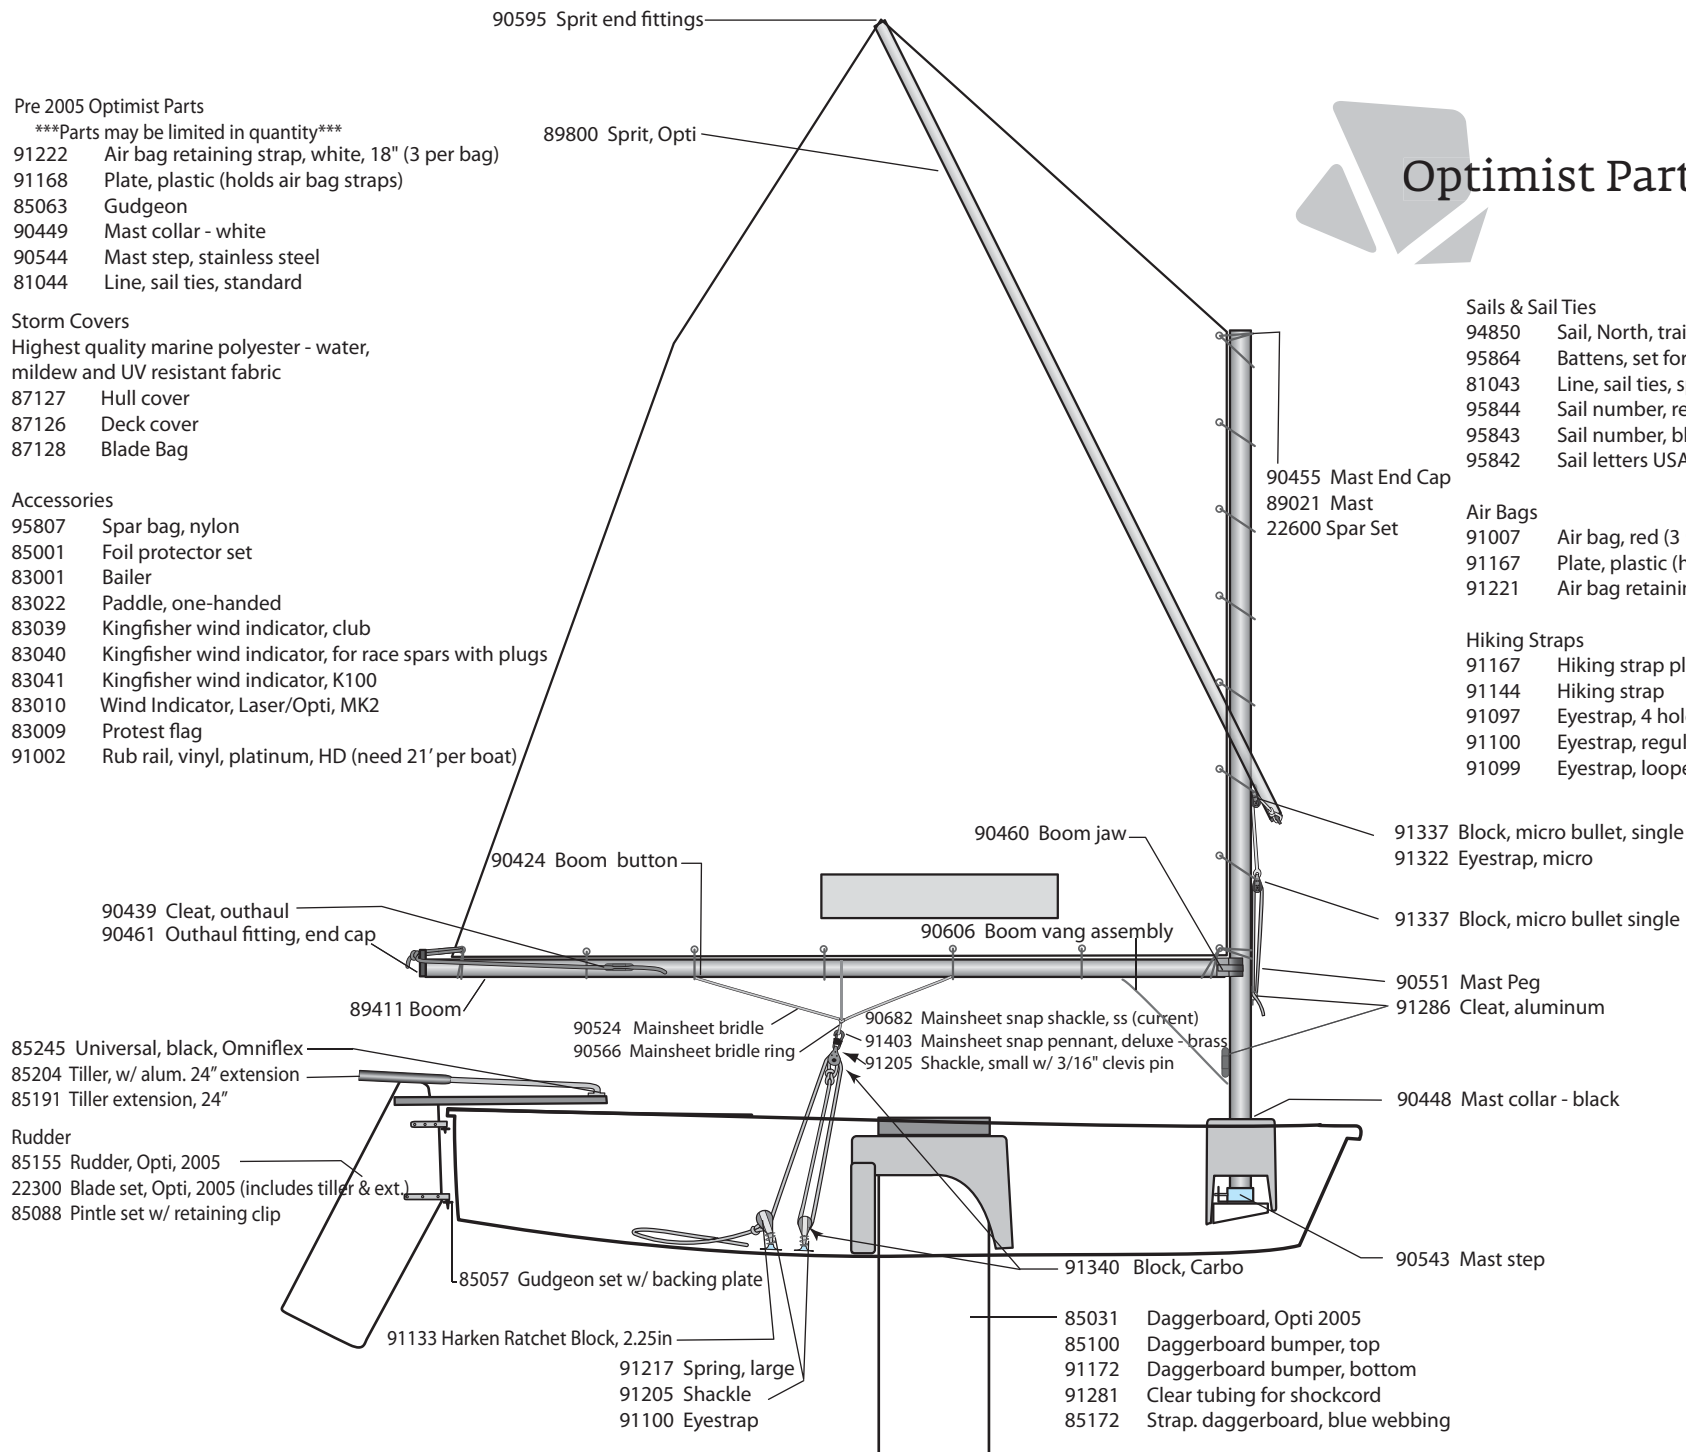 90595 Sprit end fittings
Pre 2005 Optimist Parts
***Parts may be limited in quantity***
91222 Air bag retaining strap, white, 18" (3 per bag)
91168 Plate, plastic (holds air bag straps)
85063 Gudgeon
90449 Mast collar - white
90544 Mast step, stainless steel
81044 Line, sail ties, standard
89800 Sprit, Opti
Optimist Part
Storm Covers
Highest quality marine polyester - water,
mildew and UV resistant fabric
87127 Hull cover
87126 Deck cover
87128 Blade Bag
Accessories
95807 Spar bag, nylon
85001 Foil protector set
83001 Bailer
83022 Paddle, one-handed
83039 Kingfisher wind indicator, club
83040 Kingfisher wind indicator, for race spars with plugs
83041 Kingfisher wind indicator, K100
83010 Wind Indicator, Laser/Opti, MK2
83009 Protest flag
91002 Rub rail, vinyl, platinum, HD (need 21' per boat)
90455 Mast End Cap
89021 Mast
22600 Spar Set
Sails & Sail Ties
94850 Sail, North, trai
95864 Battens, set for
81043 Line, sail ties, s
95844 Sail number, re
95843 Sail number, bl
95842 Sail letters USA
Air Bags
91007 Air bag, red (3
91167 Plate, plastic (h
91221 Air bag retainin
Hiking Straps
91167 Hiking strap pl
91144 Hiking strap
91097 Eyestrap, 4 hol
91100 Eyestrap, regul
91099 Eyestrap, loope
91337 Block, micro bullet, single
91322 Eyestrap, micro
91337 Block, micro bullet single
90551 Mast Peg
91286 Cleat, aluminum
90448 Mast collar - black
90543 Mast step
90460 Boom jaw
90424 Boom button
90439 Cleat, outhaul
90461 Outhaul fitting, end cap
90606 Boom vang assembly
89411 Boom
90524 Mainsheet bridle
90566 Mainsheet bridle ring
90682 Mainsheet snap shackle, ss (current)
91403 Mainsheet snap pennant, deluxe - brass
91205 Shackle, small w/ 3/16" clevis pin
85245 Universal, black, Omniflex
85204 Tiller, w/ alum. 24" extension
85191 Tiller extension, 24"
Rudder
85155 Rudder, Opti, 2005
22300 Blade set, Opti, 2005 (includes tiller & ext.)
85088 Pintle set w/ retaining clip
85057 Gudgeon set w/ backing plate
91133 Harken Ratchet Block, 2.25in
91217 Spring, large
91205 Shackle
91100 Eyestrap
91340 Block, Carbo
85031 Daggerboard, Opti 2005
85100 Daggerboard bumper, top
91172 Daggerboard bumper, bottom
91281 Clear tubing for shockcord
85172 Strap. daggerboard, blue webbing